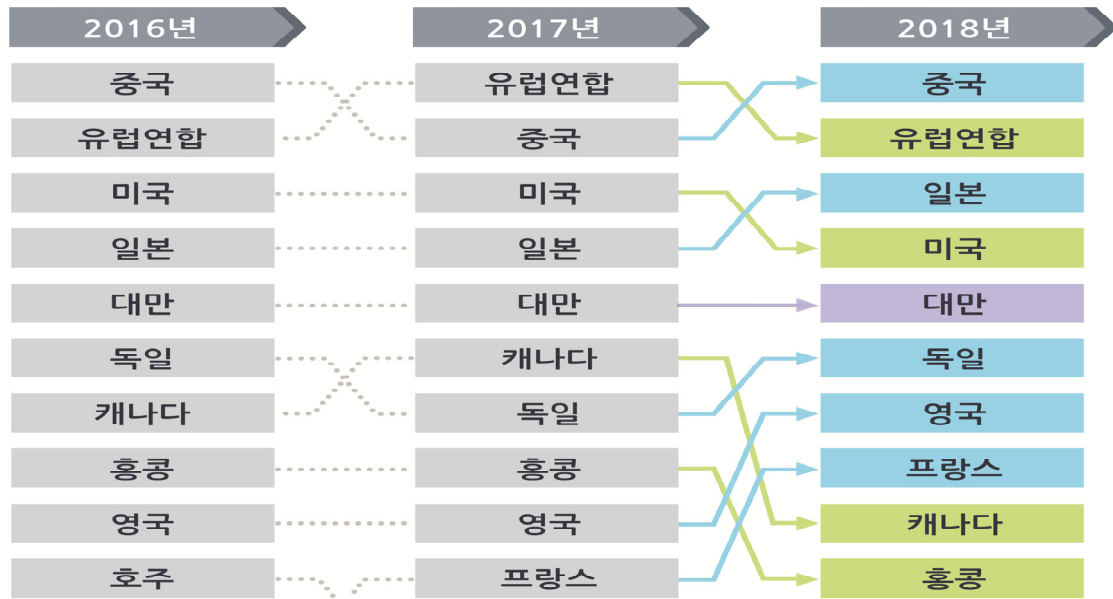 2016년 2017년 2018년
중국 유럽연합 중국
유럽연합 중국 유럽연합
미국 미국 일본
일본 일본 미국
대만 대만 대만
독일 캐나다 독일
캐나다 독일 영국
홍콩 홍콩 프랑스
영국 영국 캐나다
호주 프랑스 홍콩